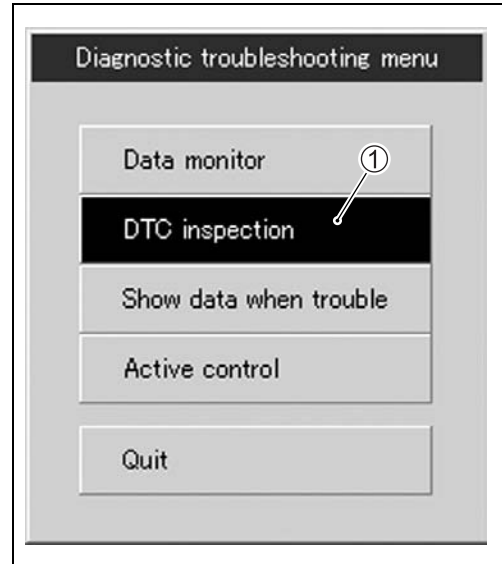 Diagnostic troubleshooting menu
Data monitor
①
DTC inspection
Show data when trouble
Active control
Quit